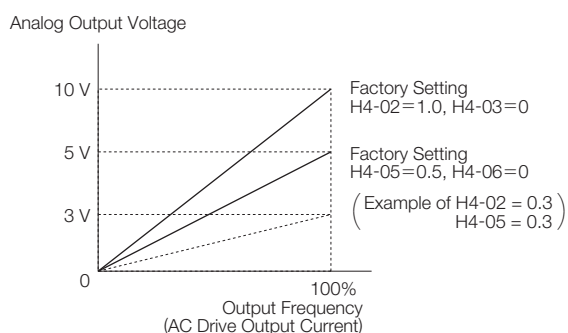 Analog Output Voltage
10 V
Factory Setting
H4-02=1.0, H4-03=0
5 V
Factory Setting
H4-05=0.5, H4-06=0
3 V
(Example of H4-02 = 0.3
H4-05 = 0.3)
0
100%
Output Frequency
(AC Drive Output Current)